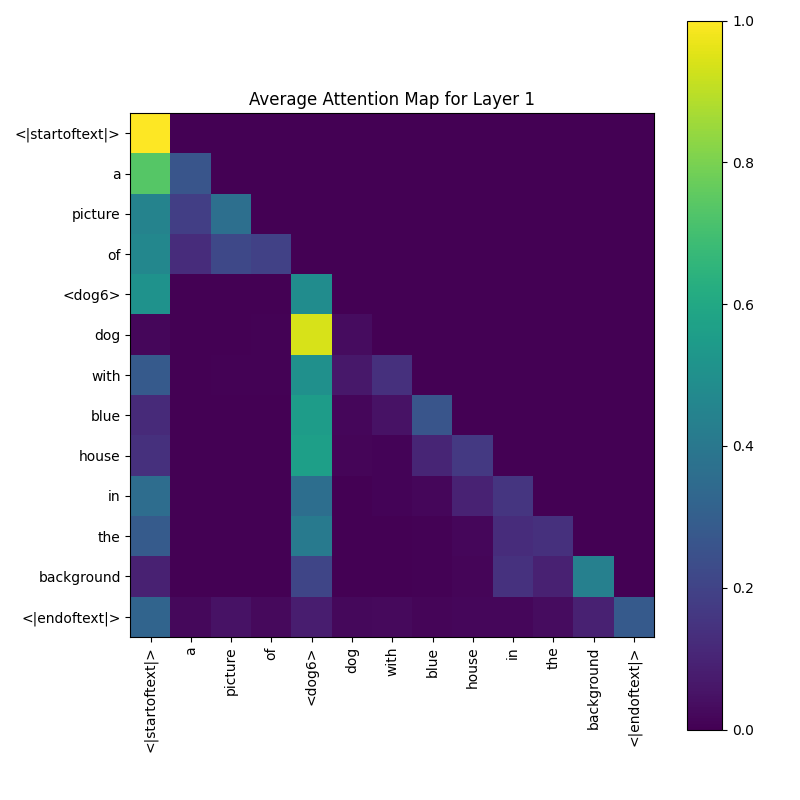 Average Attention Map for Layer 1
<|startoftext|>
a
picture
of
<dog6>
dog
with
blue
house
in
the
background
<|endoftext|>
<|startoftext|>
a
picture
of
<dog6>
dog
with
blue
house
in
the
background
<|endoftext|>
1.0
0.8
0.6
0.4
0.2
0.0